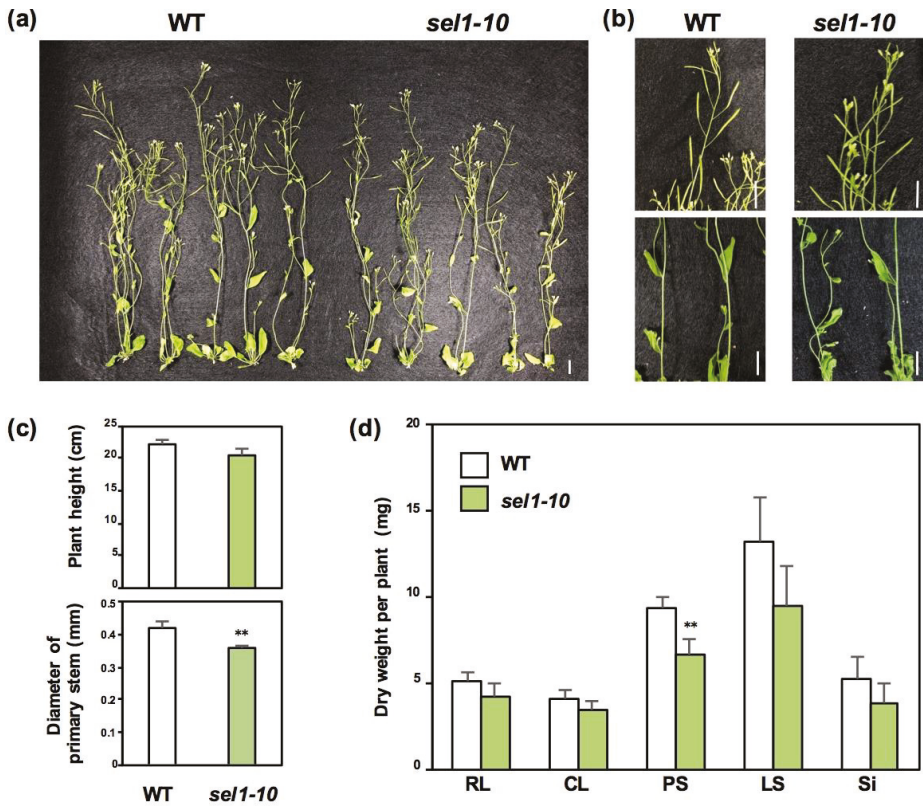 (a)
WT
sel1-10
(b)
WT
sel1-10
(c)
Plant height (cm)
25
20
15
10
5
0
Diameter of
primary stem (mm)
0.5
0.4
0.3
0.2
0.1
0
**
WT
sel1-10
(d)
Dry weight per plant (mg)
20
15
10
5
0
WT
sel1-10
**
RL
CL
PS
LS
Si